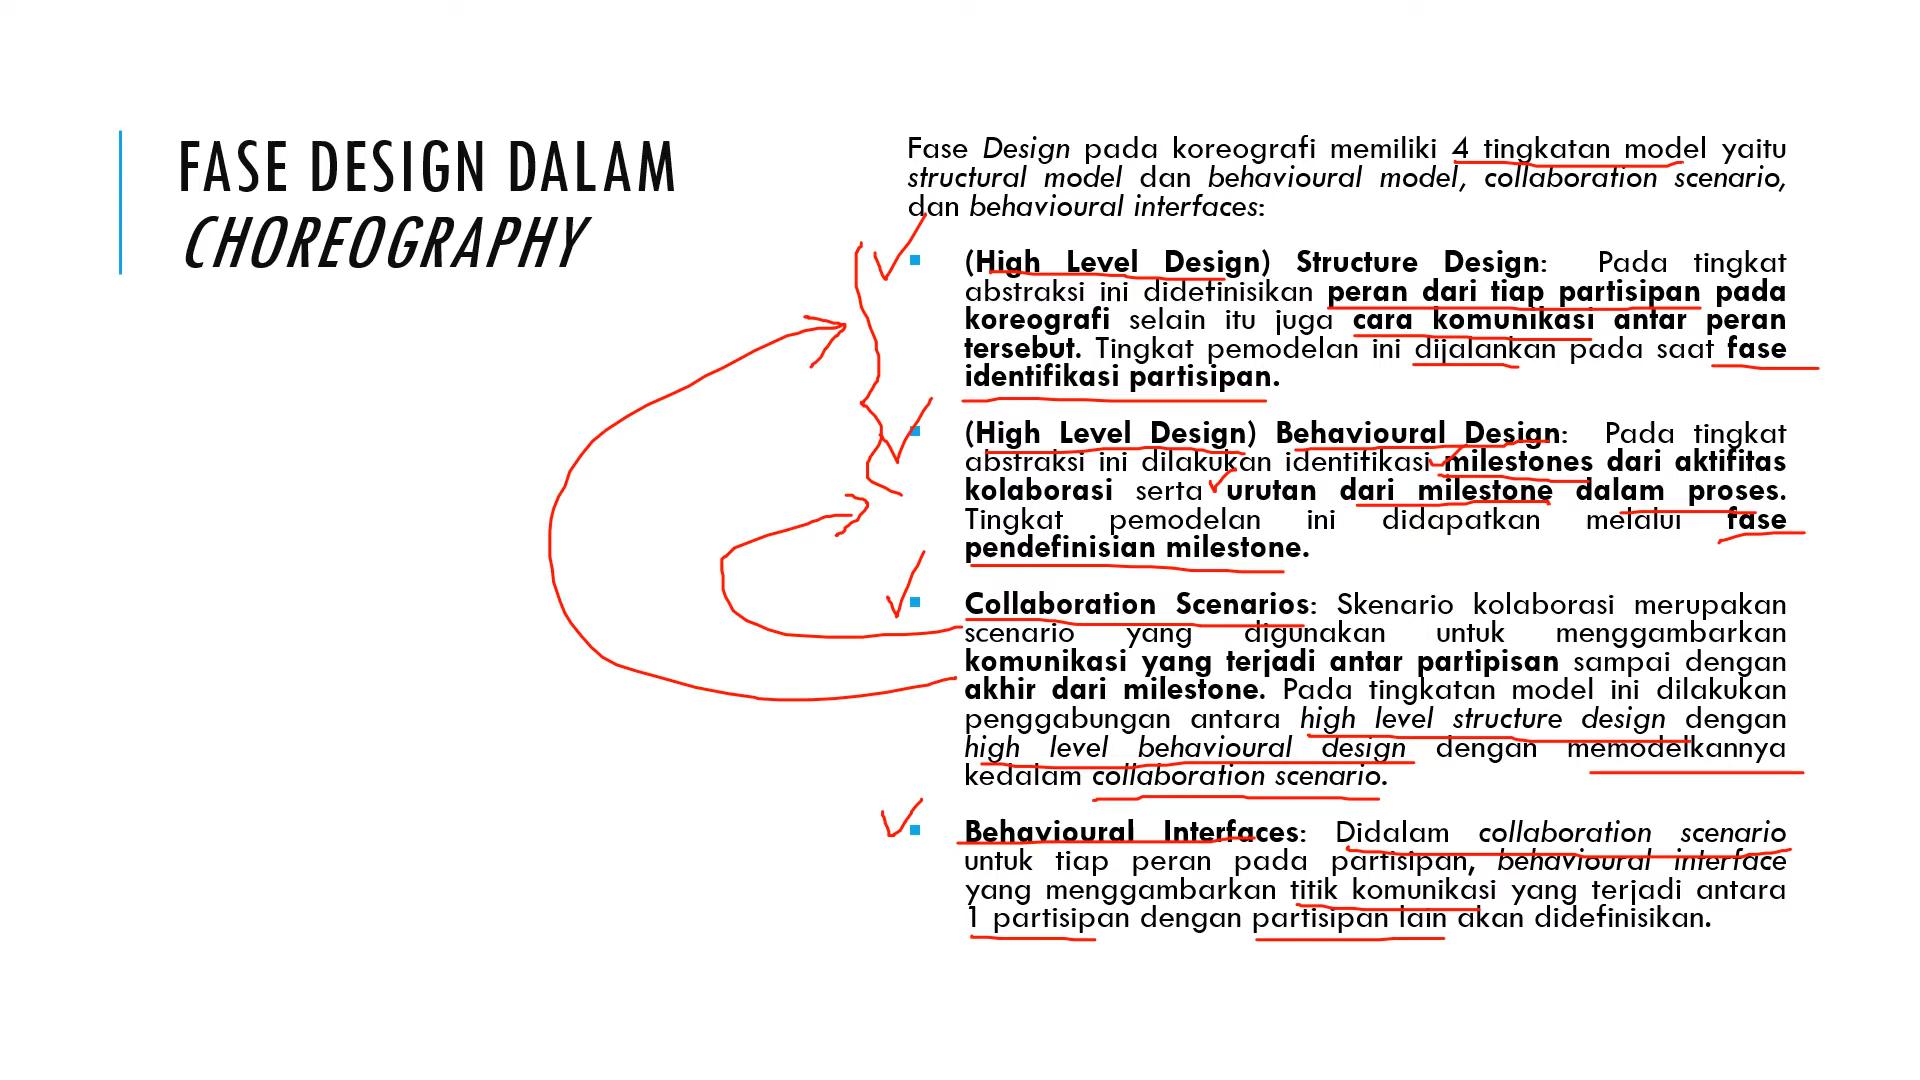 FASE DESIGN DALAM
CHOREOGRAPHY
Fase Design pada koreografi memiliki 4 tingkatan model yaitu
structural model dan behavioural model, collaboration scenario,
dan behavioural interfaces:
(High Level Design) Structure Design: Pada tingkat
abstraksi ini didefinisikan peran dari tiap partisipan pada
koreografi selain itu juga cara komunikasi antar peran
tersebut. Tingkat pemodelan ini dijalankan pada saat fase
identifikasi partisipan.
(High Level Design) Behavioural Design: Pada tingkat
abstraksi ini dilakukan identifikasi milestones dari aktifitas
kolaborasi serta urutan dari milestone dalam proses.
Tingkat pemodelan ini didapatkan melalui fase
pendefinisian milestone.
Collaboration Scenarios: Skenario kolaborasi merupakan
scenario yang digunakan untuk menggambarkan
komunikasi yang terjadi antar partipisan sampai dengan
akhir dari milestone. Pada tingkatan model ini dilakukan
penggabungan antara high level structure design dengan
high level behavioural design dengan memodelkannya
kedalam collaboration scenario.
Behavioural Interfaces: Didalam collaboration scenario
untuk tiap peran pada partisipan, behavioural interface
yang menggambarkan titik komunikasi yang terjadi antara
1 partisipan dengan partisipan lain akan didefinisikan.